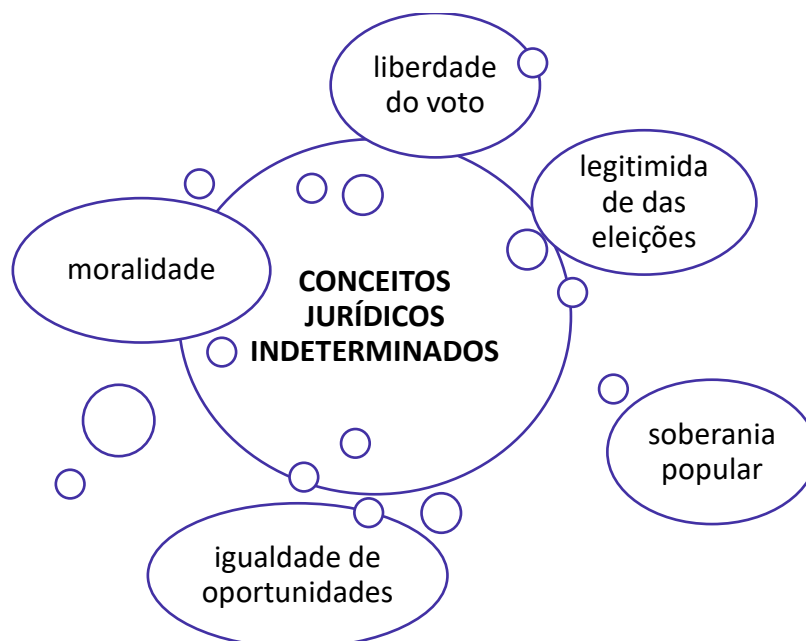 liberdade
do voto
legitimida
de das
eleições
moralidade
CONCEITOS
JURÍDICOS
INDETERMINADOS
soberania
popular
igualdade de
oportunidades